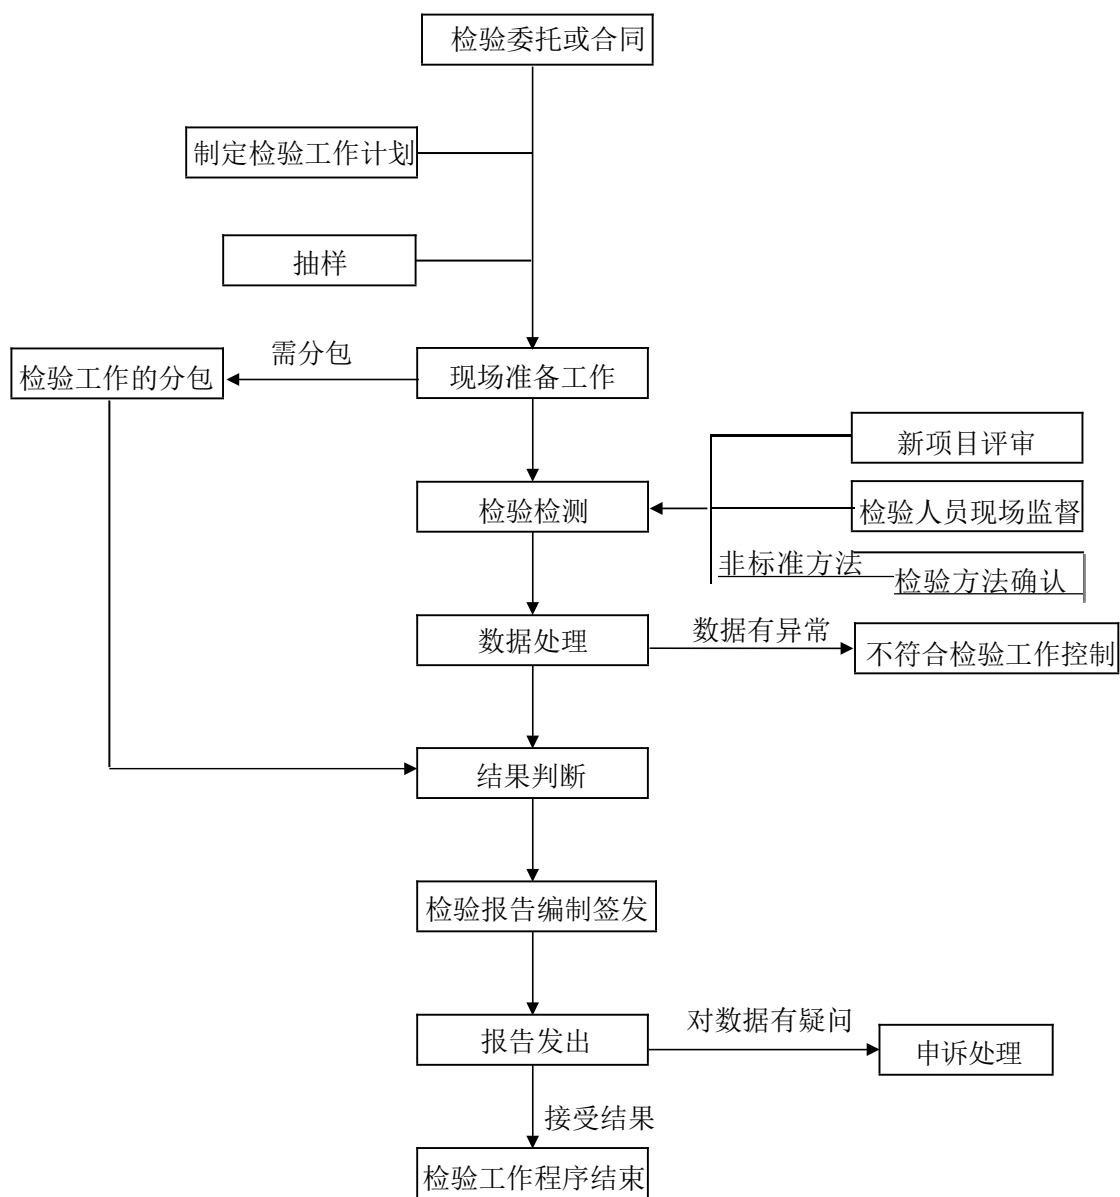 检验委托或合同
制定检验工作计划
抽样
需分包
检验工作的分包
现场准备工作
新项目评审
检验检测
检验人员现场监督
非标准方法
检验方法确认
数据处理
数据有异常
不符合检验工作控制
结果判断
检验报告编制签发
报告发出
对数据有疑问
申诉处理
接受结果
检验工作程序结束